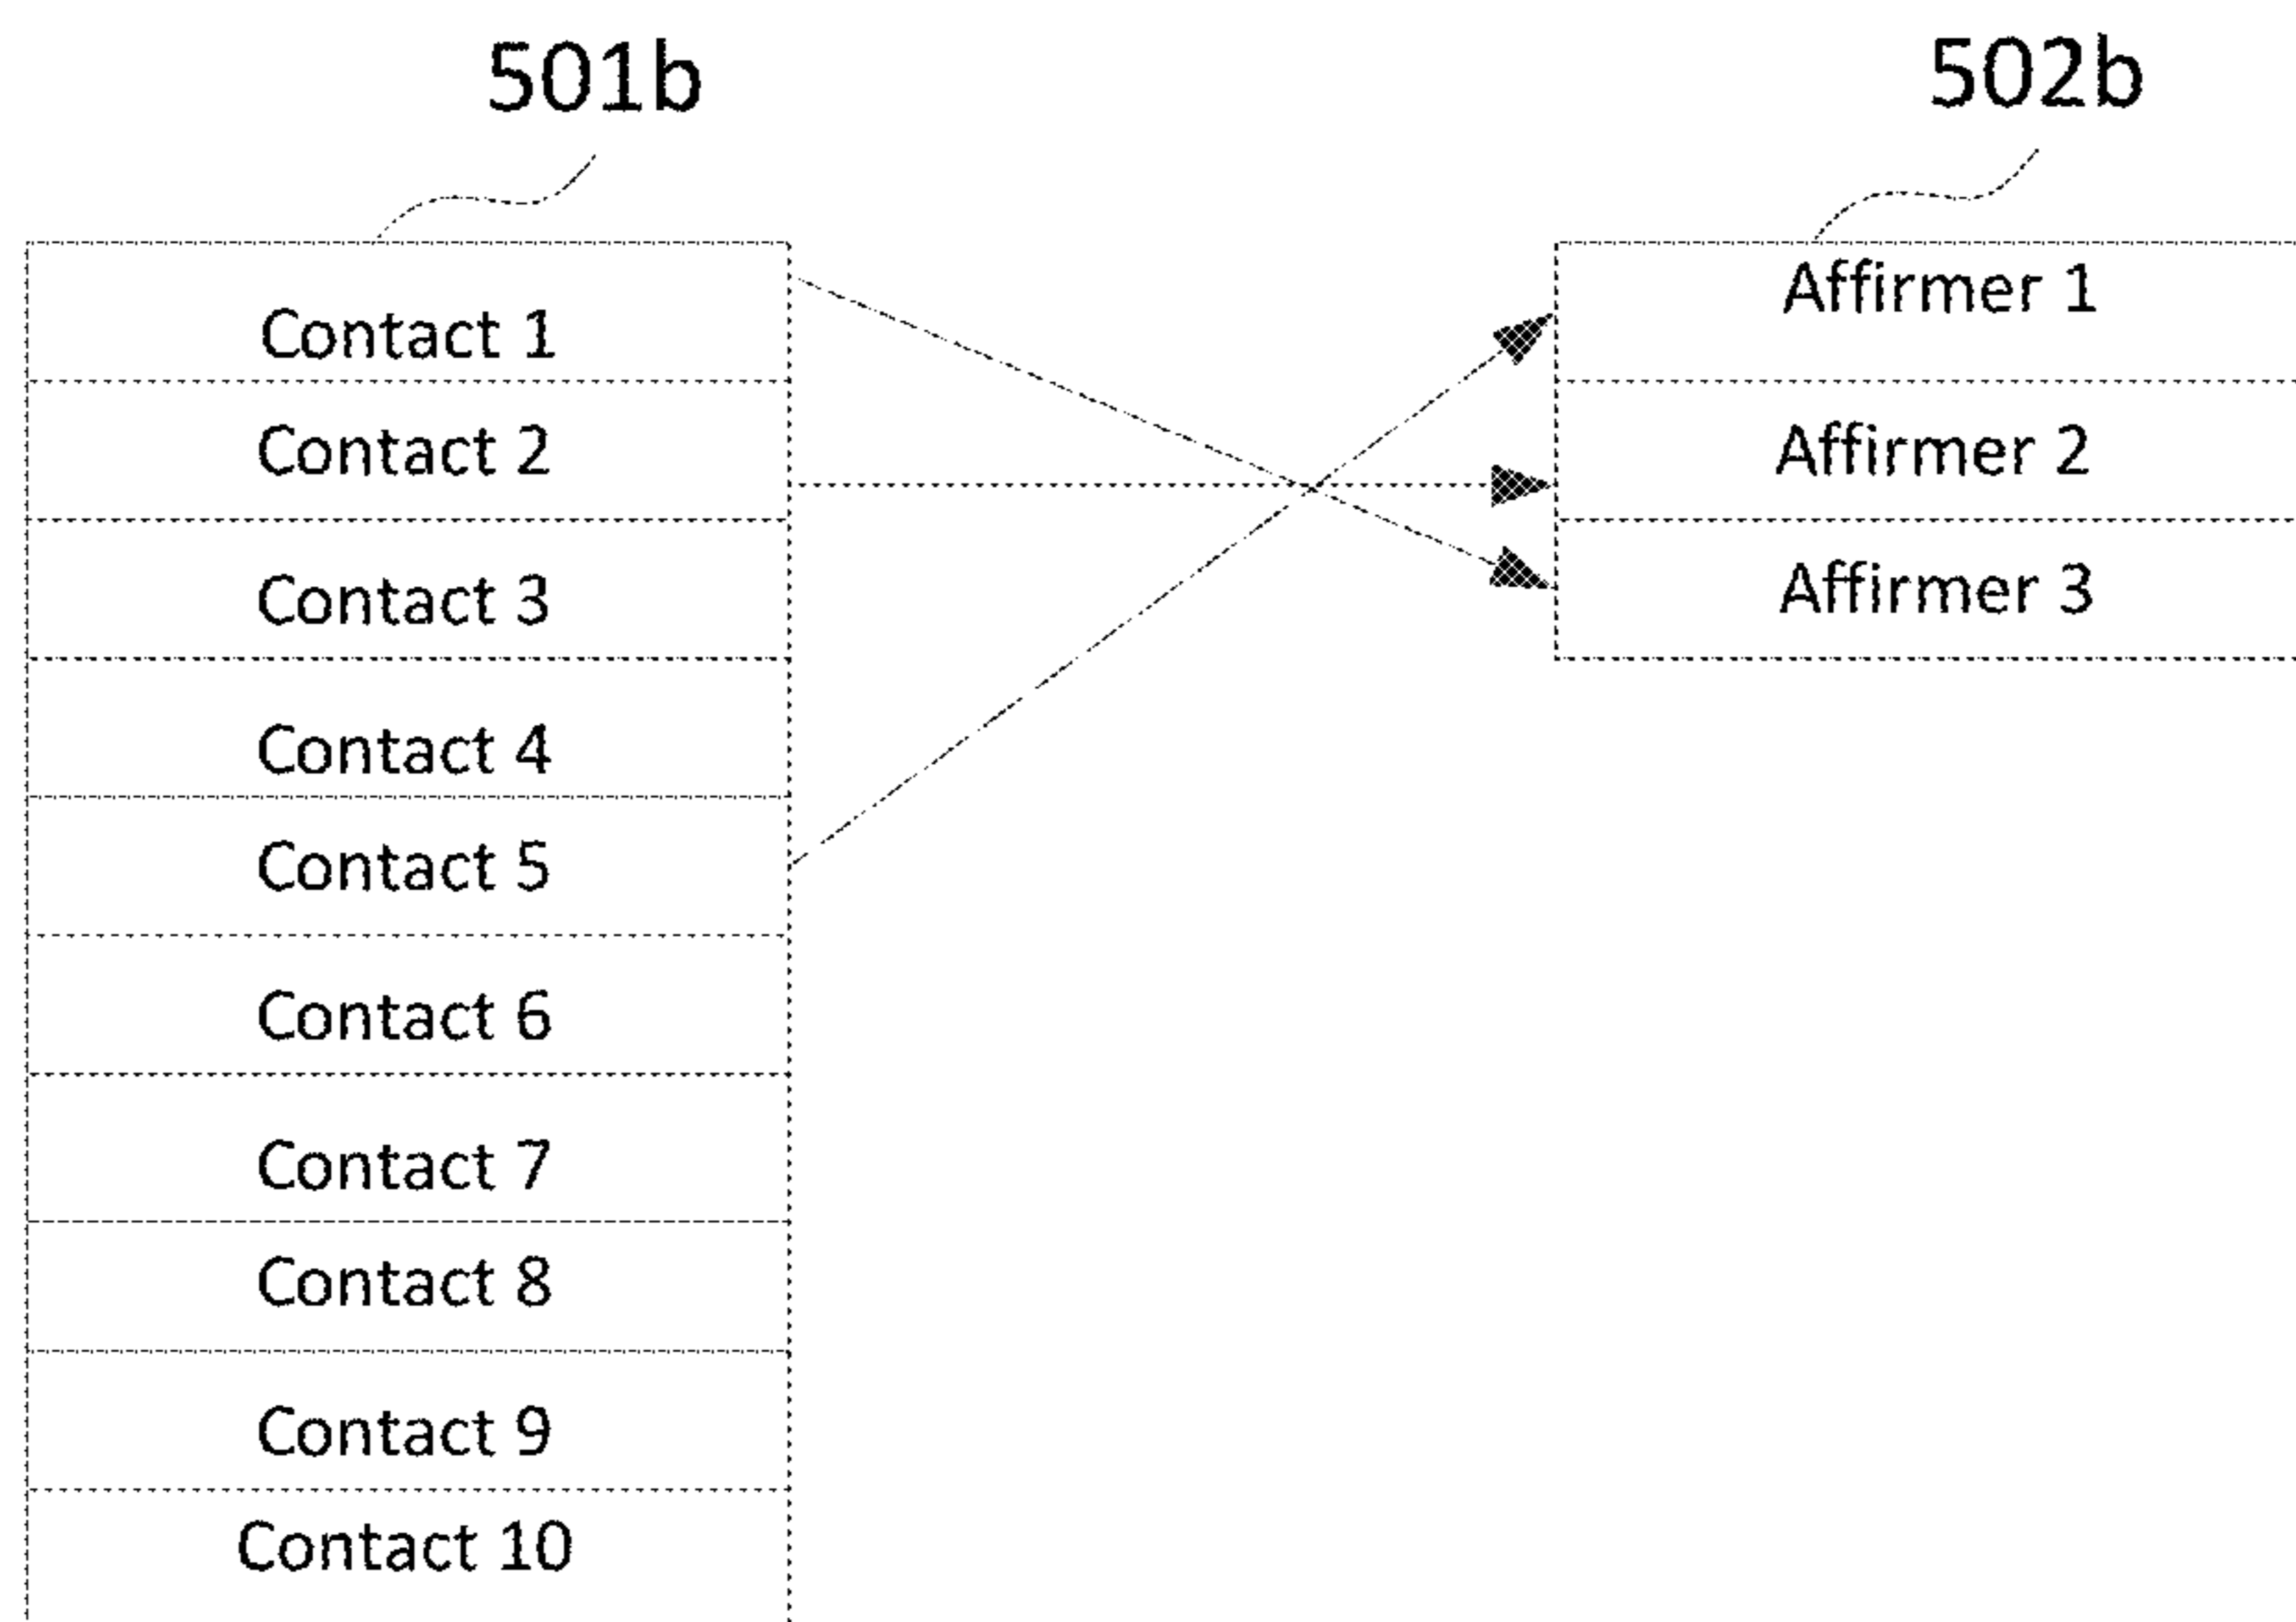 501b
502b
Contact 1
Contact 2
Contact 3
Contact 4
Contact 5
Contact 6
Contact 7
Contact 8
Contact 9
Contact 10
Affirmer 1
Affirmer 2
Affirmer 3